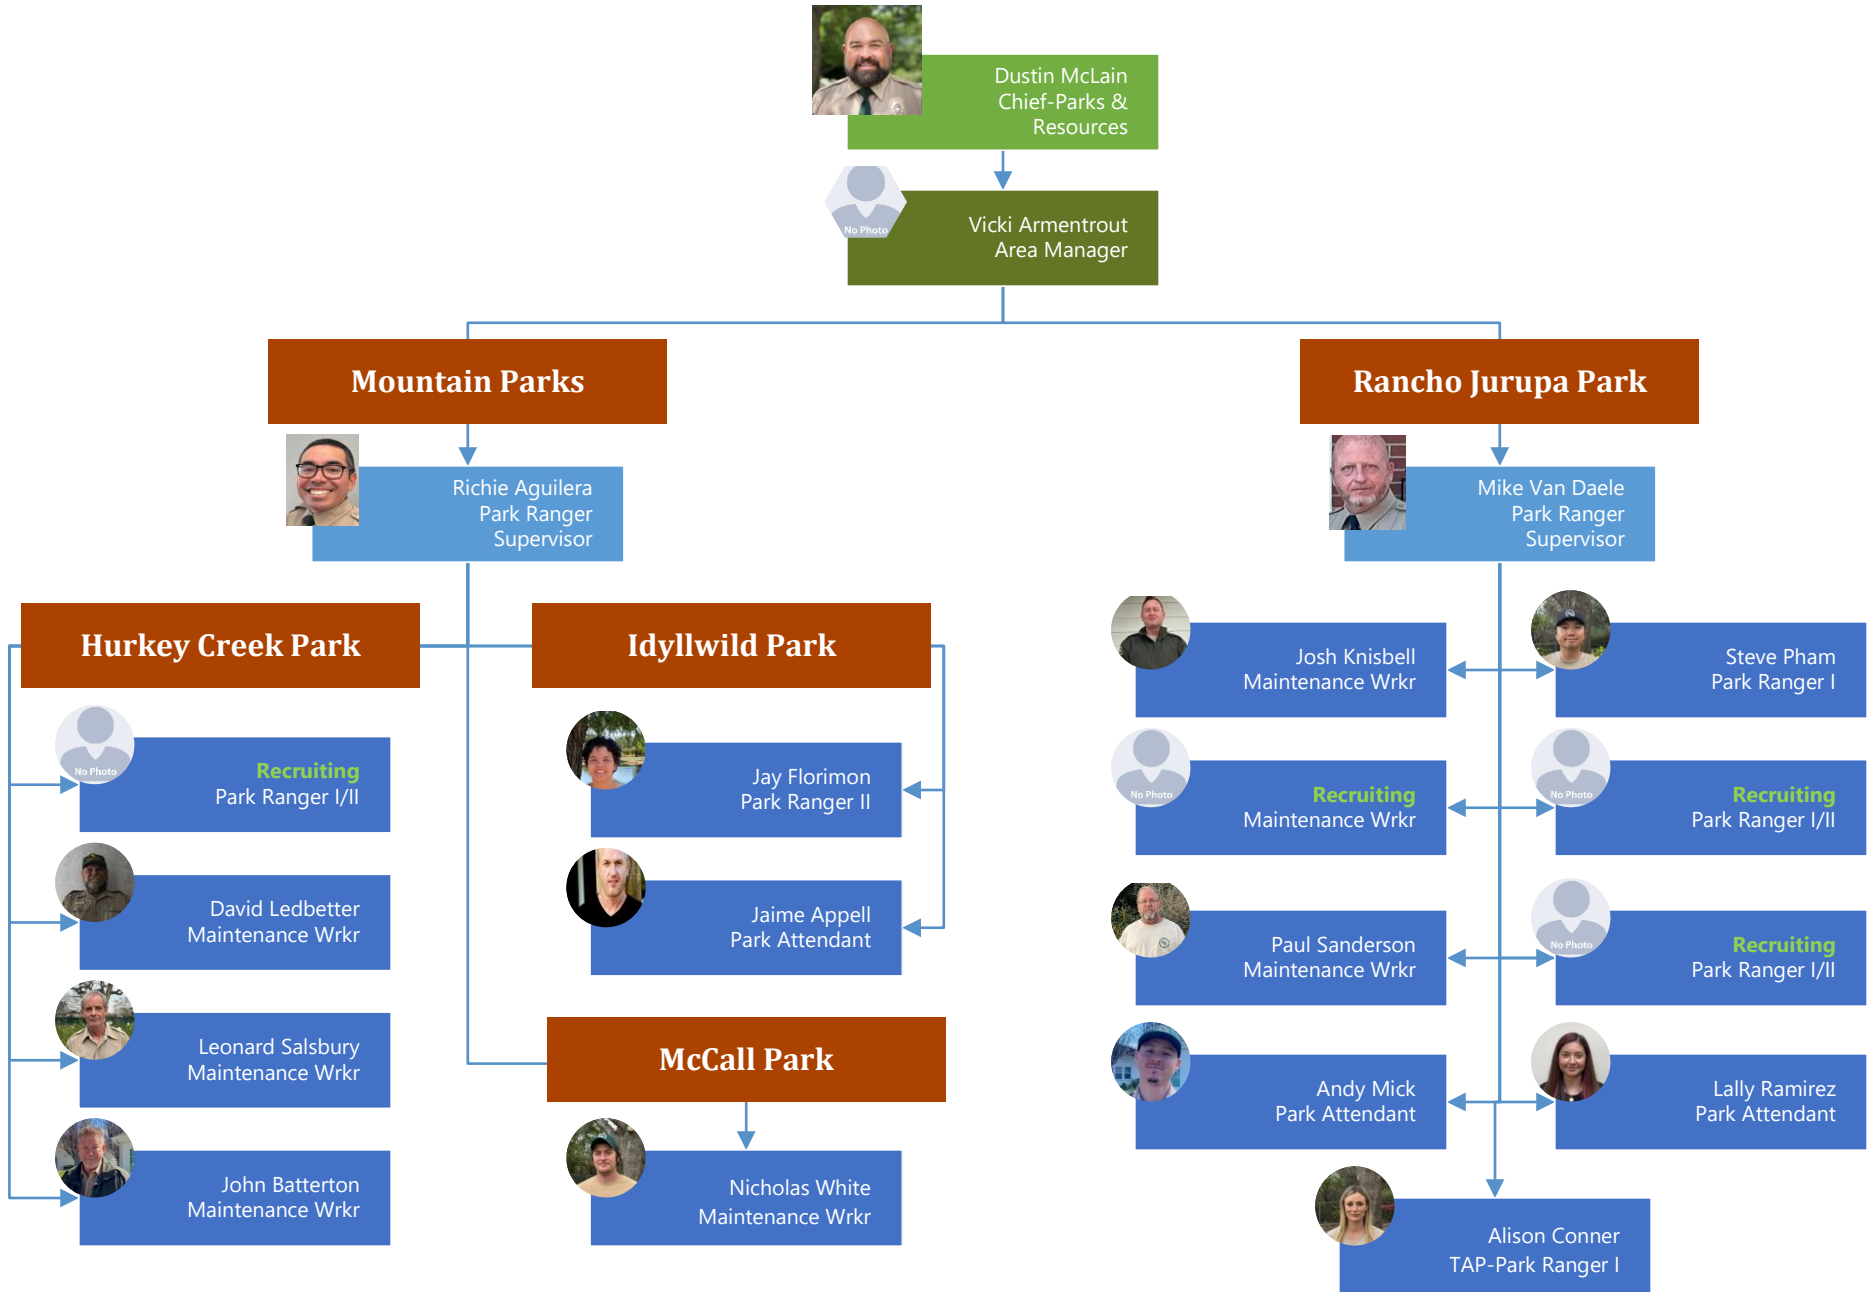 Dustin McLain
Chief-Parks &
Resources
No Photo
Vicki Armentrout
Area Manager
Mountain Parks
Rancho Jurupa Park
Richie Aguilera
Park Ranger
Supervisor
Mike Van Daele
Park Ranger
Supervisor
Hurkey Creek Park
Idyllwild Park
No Photo
Recruiting
Park Ranger I/II
David Ledbetter
Maintenance Wrkr
Leonard Salsbury
Maintenance Wrkr
John Batterton
Maintenance Wrkr
Jay Florimon
Park Ranger II
Jaime Appell
Park Attendant
McCall Park
Nicholas White
Maintenance Wrkr
Josh Knisbell
Maintenance Wrkr
Steve Pham
Park Ranger I
No Photo
Recruiting
Maintenance Wrkr
No Photo
Recruiting
Park Ranger I/II
Paul Sanderson
Maintenance Wrkr
No Photo
Recruiting
Park Ranger I/II
Andy Mick
Park Attendant
Lally Ramirez
Park Attendant
Alison Conner
TAP-Park Ranger I